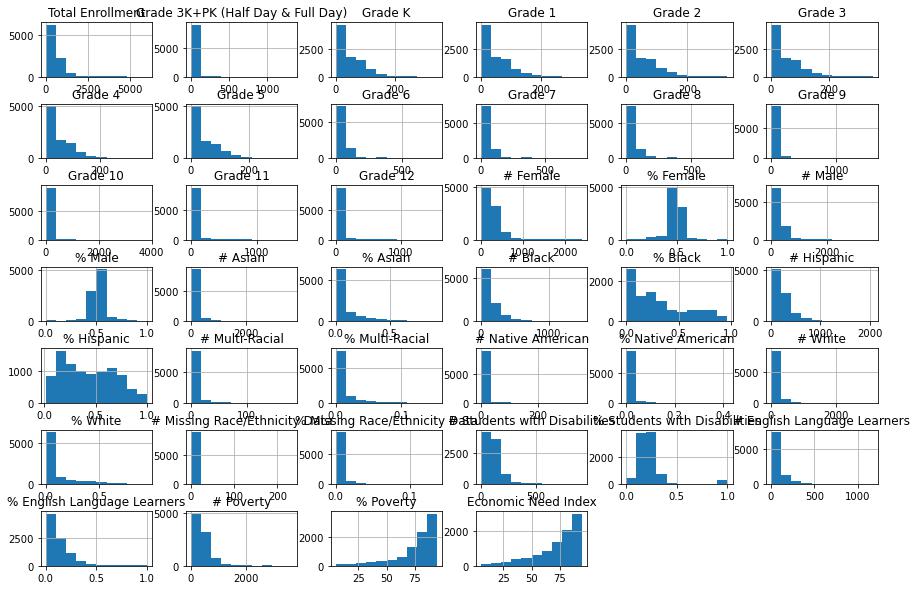 Total Enrollment Grade 3K+PK (Half Day & Full Day) Grade K Grade 1 Grade 2 Grade 3
5000 0 0 2500 5000
5000 0 0 500 1000
2500 0 0 200
2500 0 0 200
2500 0 0 200
2500 0 0 200
Grade 4 Grade 5 Grade 6 Grade 7 Grade 8 Grade 9
5000 0 0 200
5000 0 0 200
5000 0 0 500
5000 0 0 500
5000 0 0 500
5000 0 0 1000
Grade 10 Grade 11 Grade 12 # Female % Female # Male
5000 0 0 2000 4000
5000 0 0 1000
5000 0 0 1000
2500 0 0 1000 2000
5000 0 0.0 0.5 1.0
5000 0 0 2000
% Male # Asian % Asian # Black % Black # Hispanic
5000 0 0.0 0.5 1.0
5000 0 0 2000
5000 0 0.0 0.5
5000 0 0 1000
2000 0 0.0 0.5 1.0
5000 0 0 1000 2000
% Hispanic # Multi-Racial % Multi-Racial # Native American % Native American # White
1000 0 0.0 0.5 1.0
5000 0 0 100
5000 0 0.0 0.1
5000 0 0 200
5000 0 0.0 0.2 0.4
5000 0 0 2000
% White # Missing Race/Ethnicity Data % Missing Race/Ethnicity Data # Students with Disabilities % Students with Disabilities # English Language Learners
5000 0 0.0 0.5
5000 0 0 100 200
5000 0 0.0 0.1
2500 0 0 500
2000 0 0.0 0.5 1.0
5000 0 0 500 1000
% English Language Learners # Poverty % Poverty Economic Need Index
2500 0 0.0 0.5 1.0
5000 0 0 2000
2000 0 25 50 75
2000 0 25 50 75